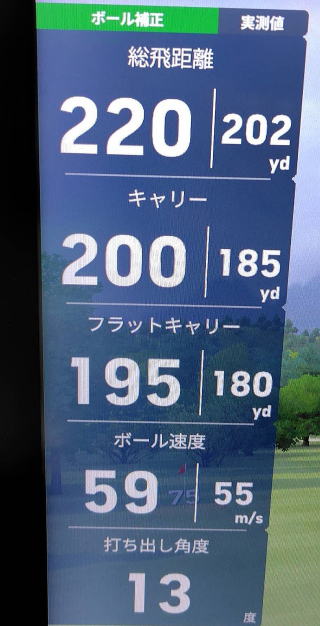 ボール補正 実測値
総飛距離
220 202 yd
キャリー
200 185 yd
フラットキャリー
195 180 yd
ボール速度
59 75 55 m/s
打ち出し角度
13 度